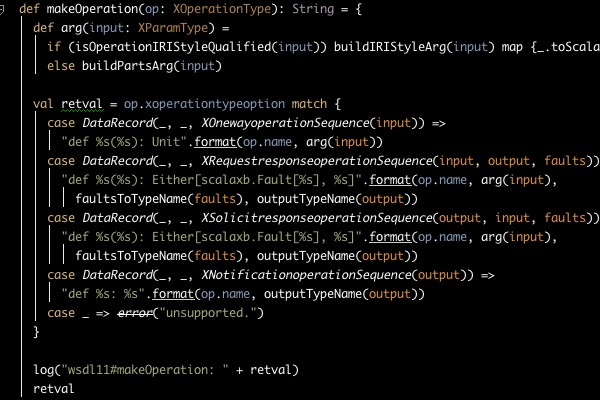 def makeOperation(op: XOperationType): String = {
def arg(input: XParamType) =
if (isOperationIRIStyleQualified(input)) buildIRIStyleArg(input) map {_.toScala
else buildPartsArg(input)
val retval = op.xoperationtypeoption match {
case DataRecord(_, _, XOnewayoperationSequence(input)) =>
"def %s(%s): Unit".format(op.name, arg(input))
case DataRecord(_, _, XRequestresponseoperationSequence(input, output, faults))
"def %s(%s): Either[scalaxb.Fault[%s], %s]".format(op.name, arg(input),
faultsToTypeName(faults), outputTypeName(output))
case DataRecord(_, _, XSolicitresponseoperationSequence(output, input, faults))
"def %s(%s): Either[scalaxb.Fault[%s], %s]".format(op.name, arg(input),
faultsToTypeName(faults), outputTypeName(output))
case DataRecord(_, _, XNotificationoperationSequence(output)) =>
"def %s: %s".format(op.name, outputTypeName(output))
case _ => error("unsupported.")
}
log("wsdl11#makeOperation: " + retval)
retval